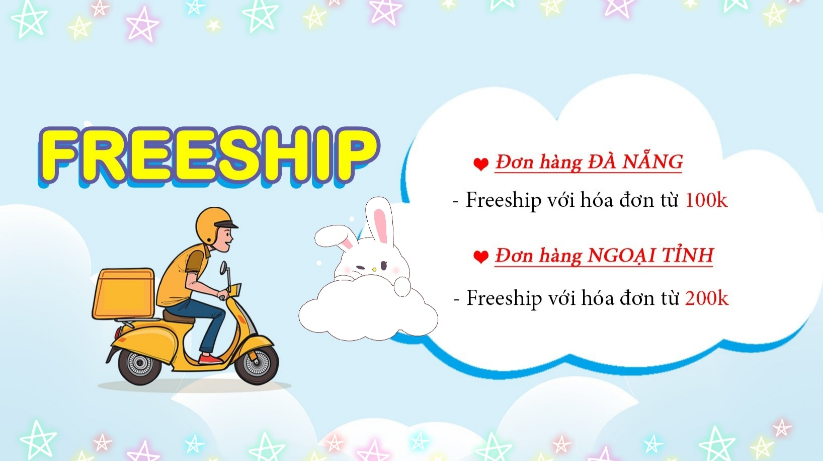 FREESHIP
Đơn hàng ĐÀ NẴNG
- Freeship với hóa đơn từ 100k
Đơn hàng NGOẠI TỈNH
- Freeship với hóa đơn từ 200k